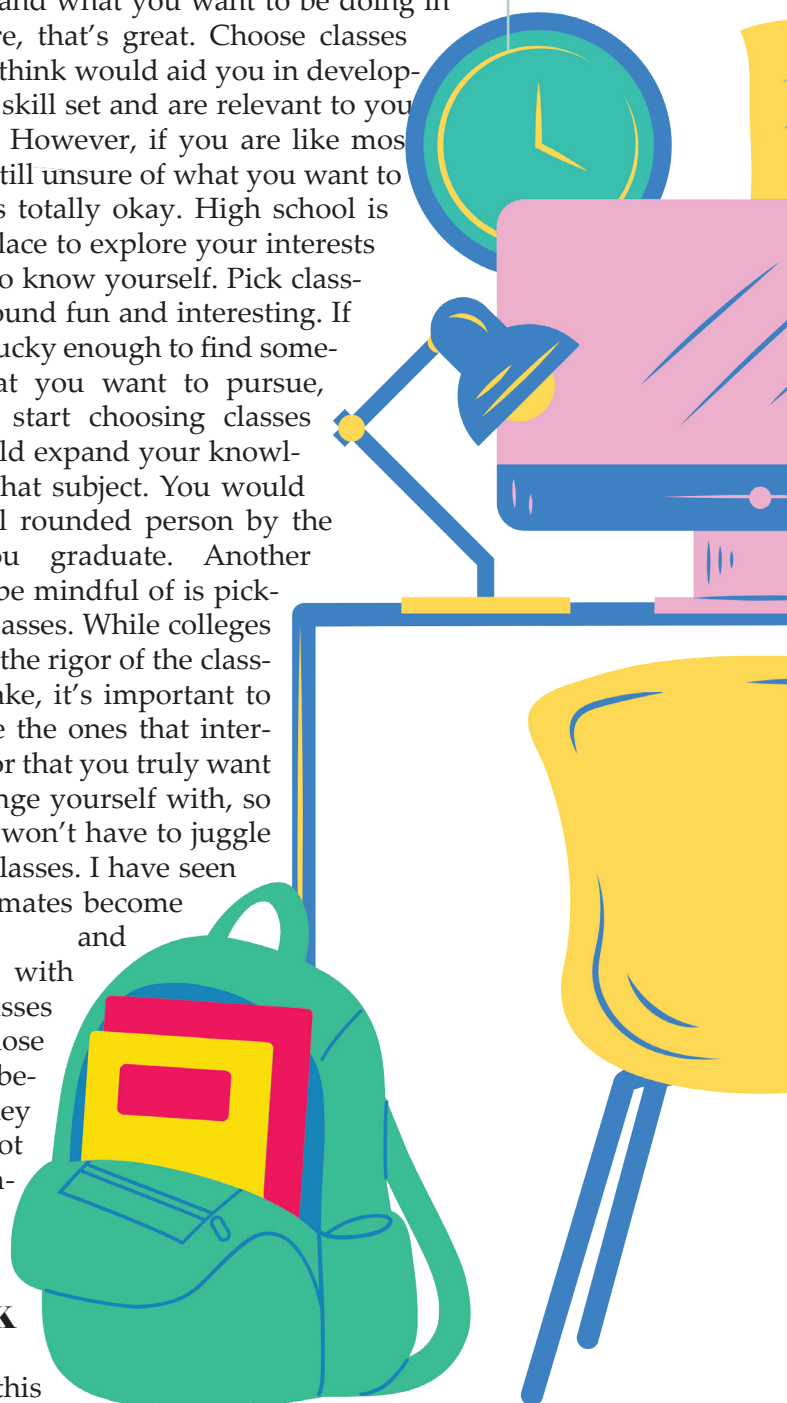 and what you want to be doing in
re, that's great. Choose classes
think would aid you in develop-
skill set and are relevant to you
However, if you are like mos
till unsure of what you want to
s totally okay. High school is
lace to explore your interests
o know yourself. Pick class-
ound fun and interesting. If
ucky enough to find some-
at you want to pursue,
start choosing classes
ld expand your knowl-
hat subject. You would
l rounded person by the
ou graduate. Another
be mindful of is pick-
lasses. While colleges
the rigor of the class-
ake, it's important to
e the ones that inter-
or that you truly want
nge yourself with, so
won't have to juggle
lasses. I have seen
mates become
and
with
sses
ose
be-
ey
ot
-
k
this